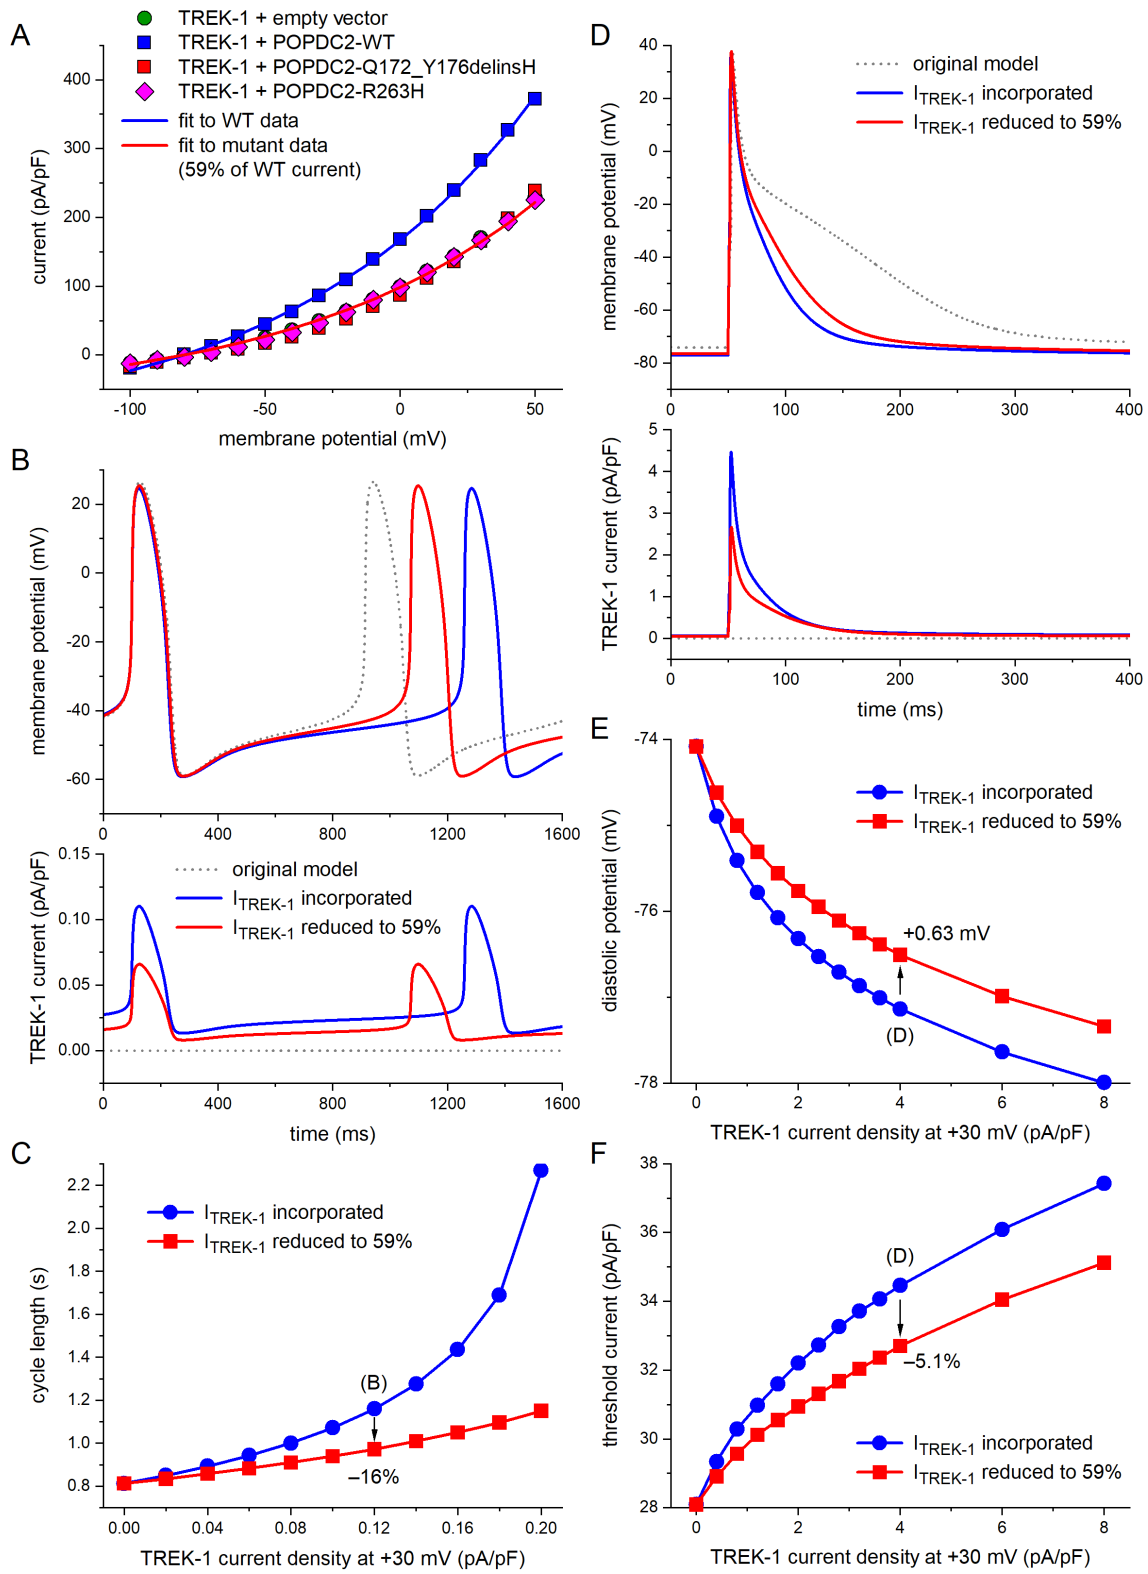 A
TREK-1 + empty vector
TREK-1 + POPDC2-WT
TREK-1 + POPDC2-Q172_Y176delinsH
TREK-1 + POPDC2-R263H
fit to WT data
fit to mutant data
(59% of WT current)
400
300
200
100
0
current (pA/pF)
-100
-50
0
50
membrane potential (mV)
B
20
0
-20
-40
-60
membrane potential (mV)
0
400
800
1200
1600
0.15
0.10
0.05
0.00
TREK-1 current (pA/pF)
original model
ITREK-1 incorporated
ITREK-1 reduced to 59%
0
400
800
1200
1600
time (ms)
C
2.2
2.0
1.8
1.6
1.4
1.2
1.0
0.8
cycle length (s)
ITREK-1 incorporated
ITREK-1 reduced to 59%
(B)
–16%
0.00
0.04
0.08
0.12
0.16
0.20
TREK-1 current density at +30 mV (pA/pF)
D
40
20
0
-20
-40
-60
-80
membrane potential (mV)
original model
ITREK-1 incorporated
ITREK-1 reduced to 59%
0
100
200
300
400
5
4
3
2
1
0
TREK-1 current (pA/pF)
0
100
200
300
400
time (ms)
E
-74
-76
-78
diastolic potential (mV)
ITREK-1 incorporated
ITREK-1 reduced to 59%
+0.63 mV
(D)
0
2
4
6
8
TREK-1 current density at +30 mV (pA/pF)
F
38
36
34
32
30
28
threshold current (pA/pF)
(D)
–5.1%
ITREK-1 incorporated
ITREK-1 reduced to 59%
0
2
4
6
8
TREK-1 current density at +30 mV (pA/pF)